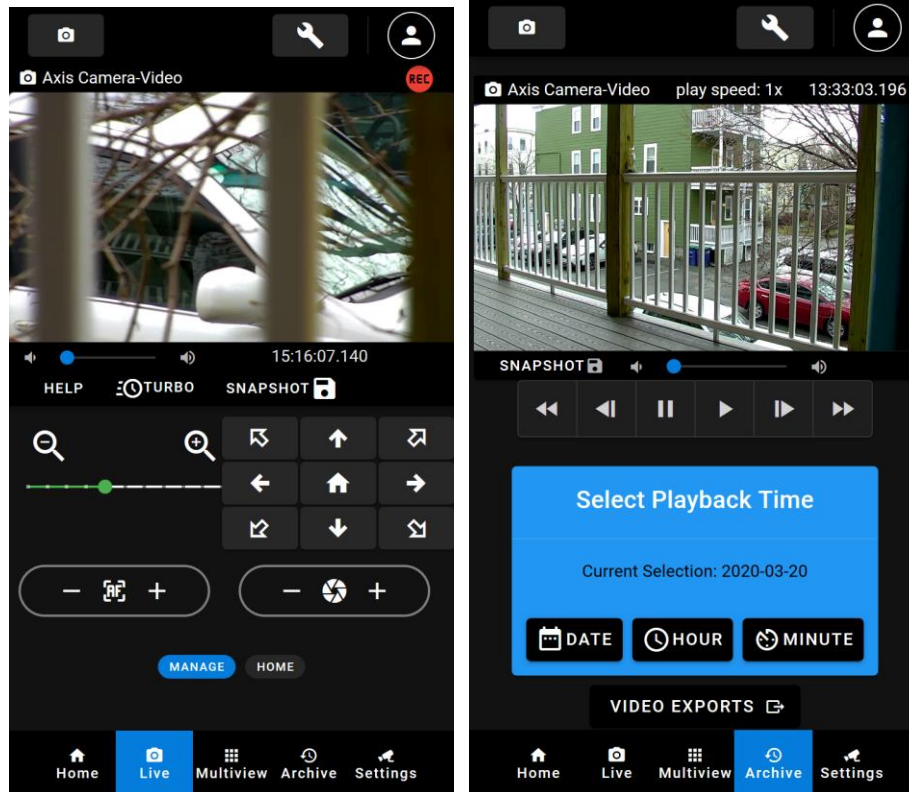 Axis Camera-Video REC
15:16:07.140
HELP TURBO SNAPSHOT
AF
MANAGE HOME
Home Live Multiview Archive Settings
Axis Camera-Video play speed: 1x 13:33:03.196
SNAPSHOT
Select Playback Time
Current Selection: 2020-03-20
DATE HOUR MINUTE
VIDEO EXPORTS
Home Live Multiview Archive Settings